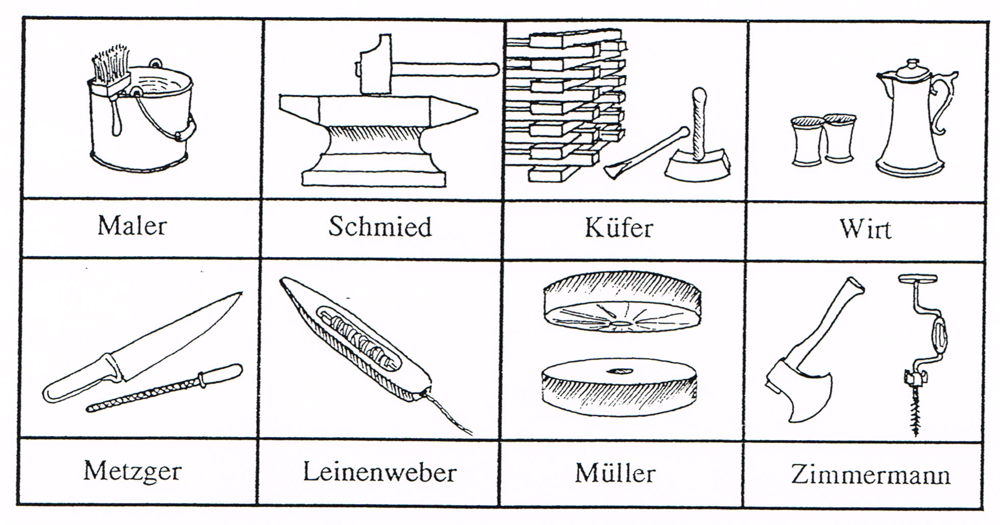 Maler Schmied Küfer Wirt
Metzger Leinenweber Müller Zimmermann